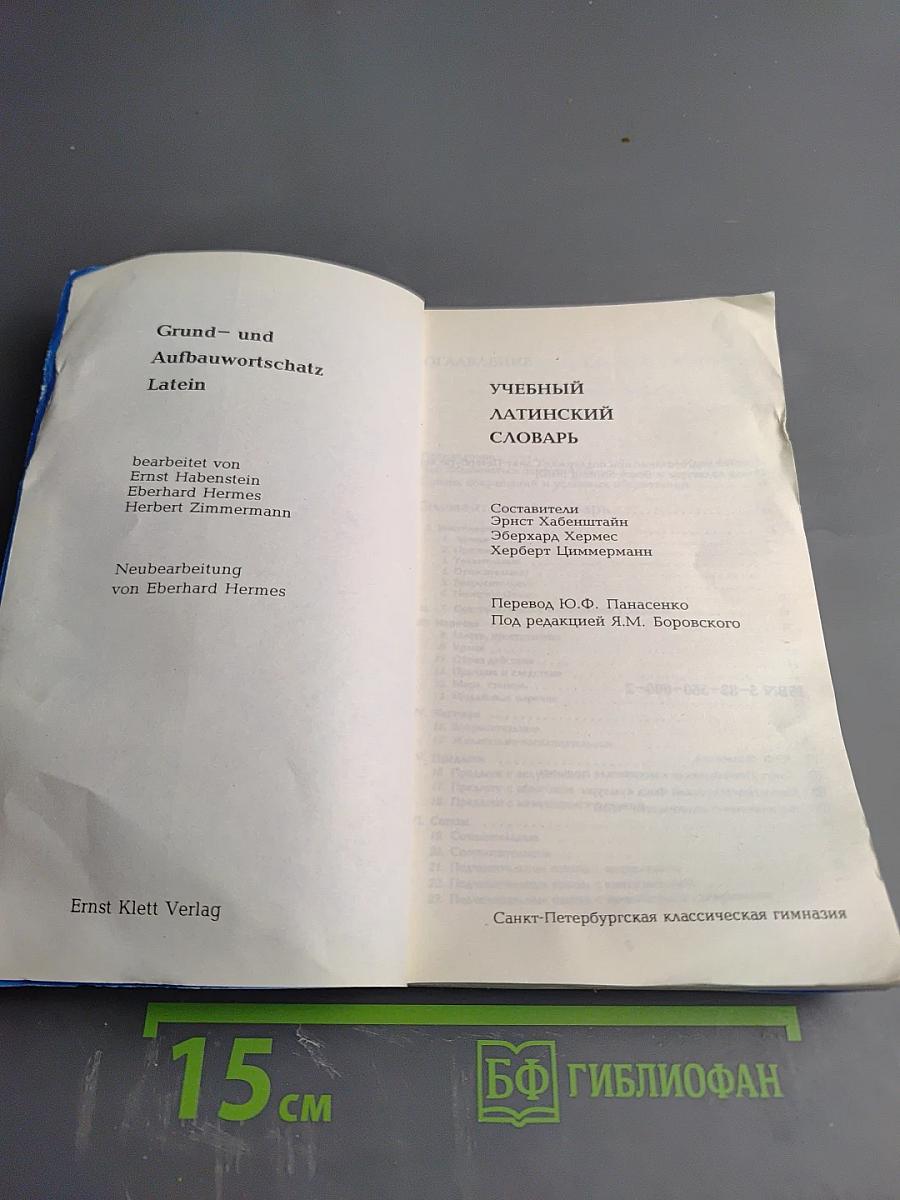 Grund- und
Aufbauwortschatz
Latein
bearbeitet von
Ernst Habenstein
Eberhard Hermes
Herbert Zimmermann
Neubearbeitung
von Eberhard Hermes
Ernst Klett Verlag
УЧЕБНЫЙ
ЛАТИНСКИЙ
СЛОВАРЬ
Составители
Эрнст Хабенштайн
Эберхард Хермес
Херберт Циммерманн
Перевод Ю.Ф. Панасенко
Под редакцией Я.М. Боровского
Санкт-Петербургская классическая гимназия
15 см
БФ ГИБЛИОФАН